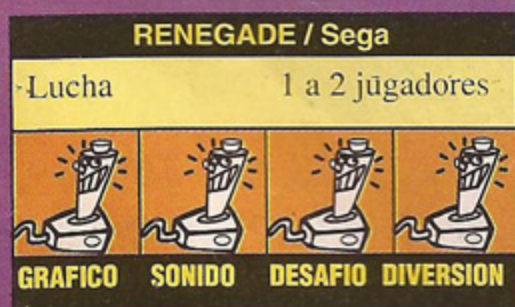 RENEGADE / Sega
Lucha 1 a 2 jugadores
GRAFICO SONIDO DESAFIO DIVERSION